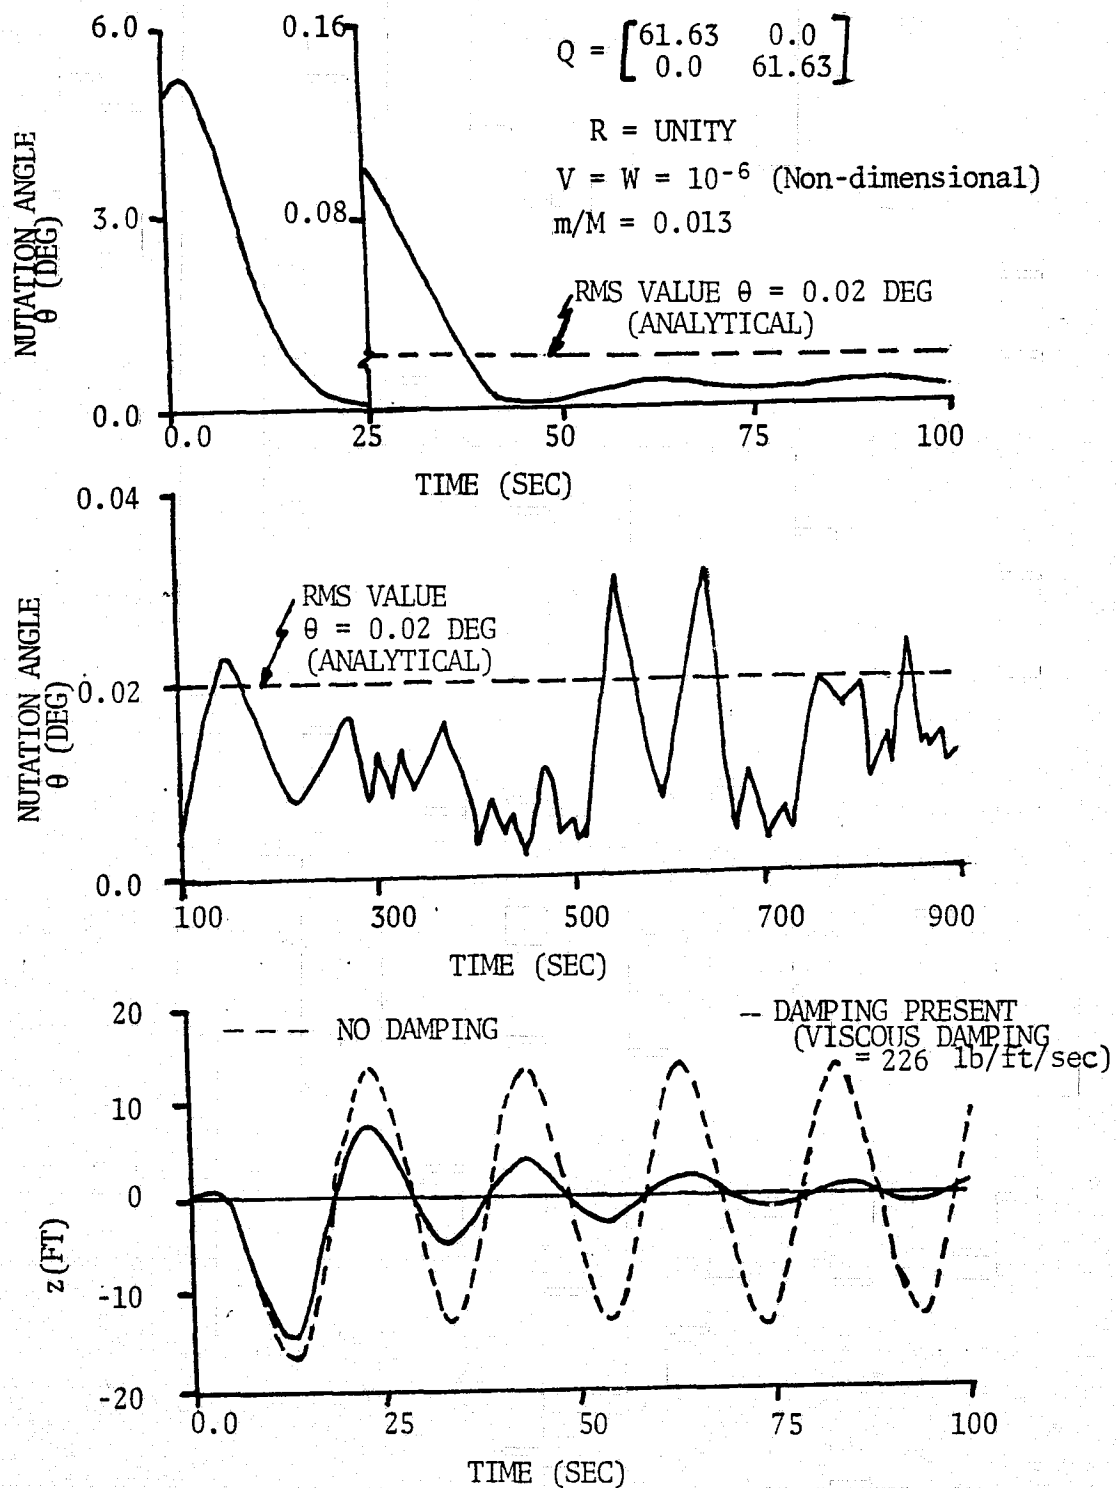 6.0
0.16
Q = [61.63 0.0
0.0 61.63]
R = UNITY
V = W = 10⁻⁶ (Non-dimensional)
m/M = 0.013
3.0
0.08
NUTATION ANGLE
θ (DEG)
RMS VALUE θ = 0.02 DEG
(ANALYTICAL)
0.0
0.0 25 50 75 100
TIME (SEC)
0.04
RMS VALUE
θ = 0.02 DEG
(ANALYTICAL)
NUTATION ANGLE
θ (DEG)
0.02
0.0
100 300 500 700 900
TIME (SEC)
20
--- NO DAMPING
– DAMPING PRESENT
(VISCOUS DAMPING
= 226 lb/ft/sec)
10
0
z(FT)
-10
-20
0.0 25 50 75 100
TIME (SEC)